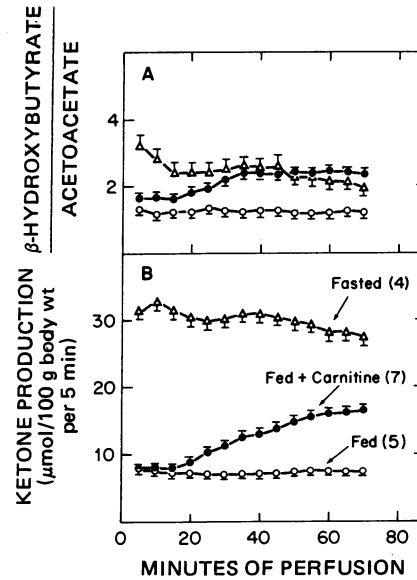 β-HYDROXYBUTYRATE
ACETOACETATE
A
4
2
KETONE PRODUCTION
(μmol/100 g body wt
per 5 min)
B
Fasted (4)
30
20
Fed + Carnitine (7)
Fed (5)
10
0 20 40 60 80
MINUTES OF PERFUSION